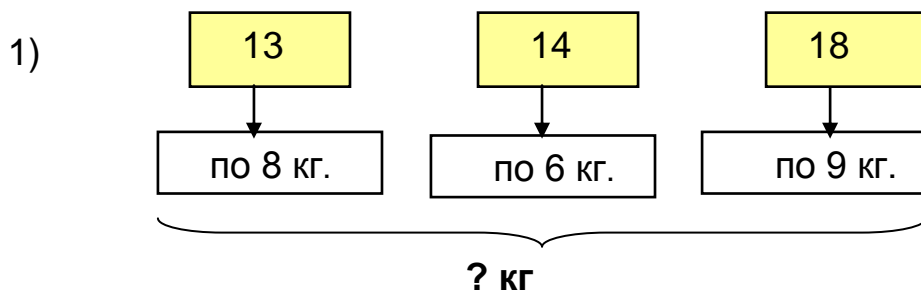 1) 13 14 18
по 8 кг. по 6 кг. по 9 кг.
? кг